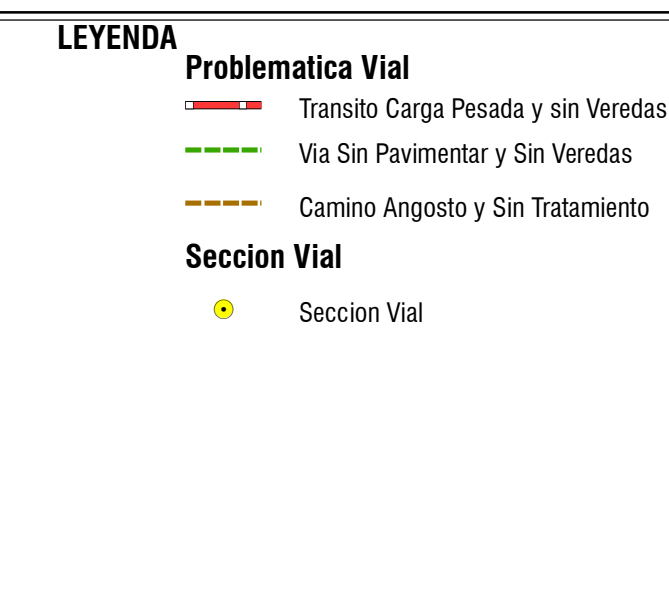 LEYENDA
Problematica Vial
Transito Carga Pesada y sin Veredas
Via Sin Pavimentar y Sin Veredas
Camino Angosto y Sin Tratamiento
Seccion Vial
Seccion Vial